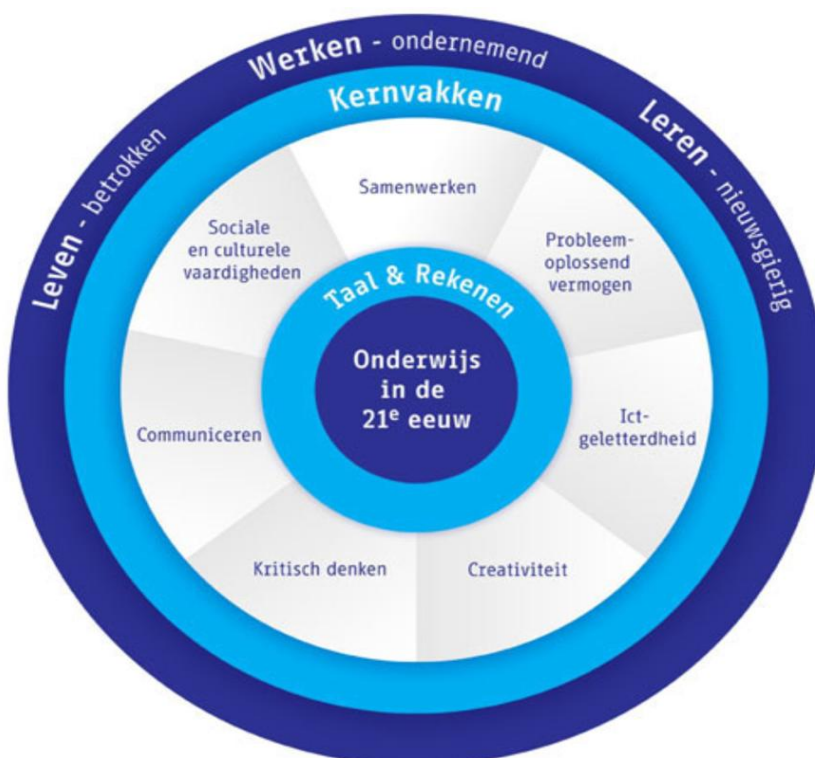 Werken - ondernemend
Leven - betrokken
Leren - nieuwsgierig
Kernvakken
Samenwerken
Sociale
en culturele
vaardigheden
Probleem-
oplossend
vermogen
Taal & Rekenen
Onderwijs
in de
21e eeuw
Communiceren
Ict-
geletterdheid
Kritisch denken
Creativiteit